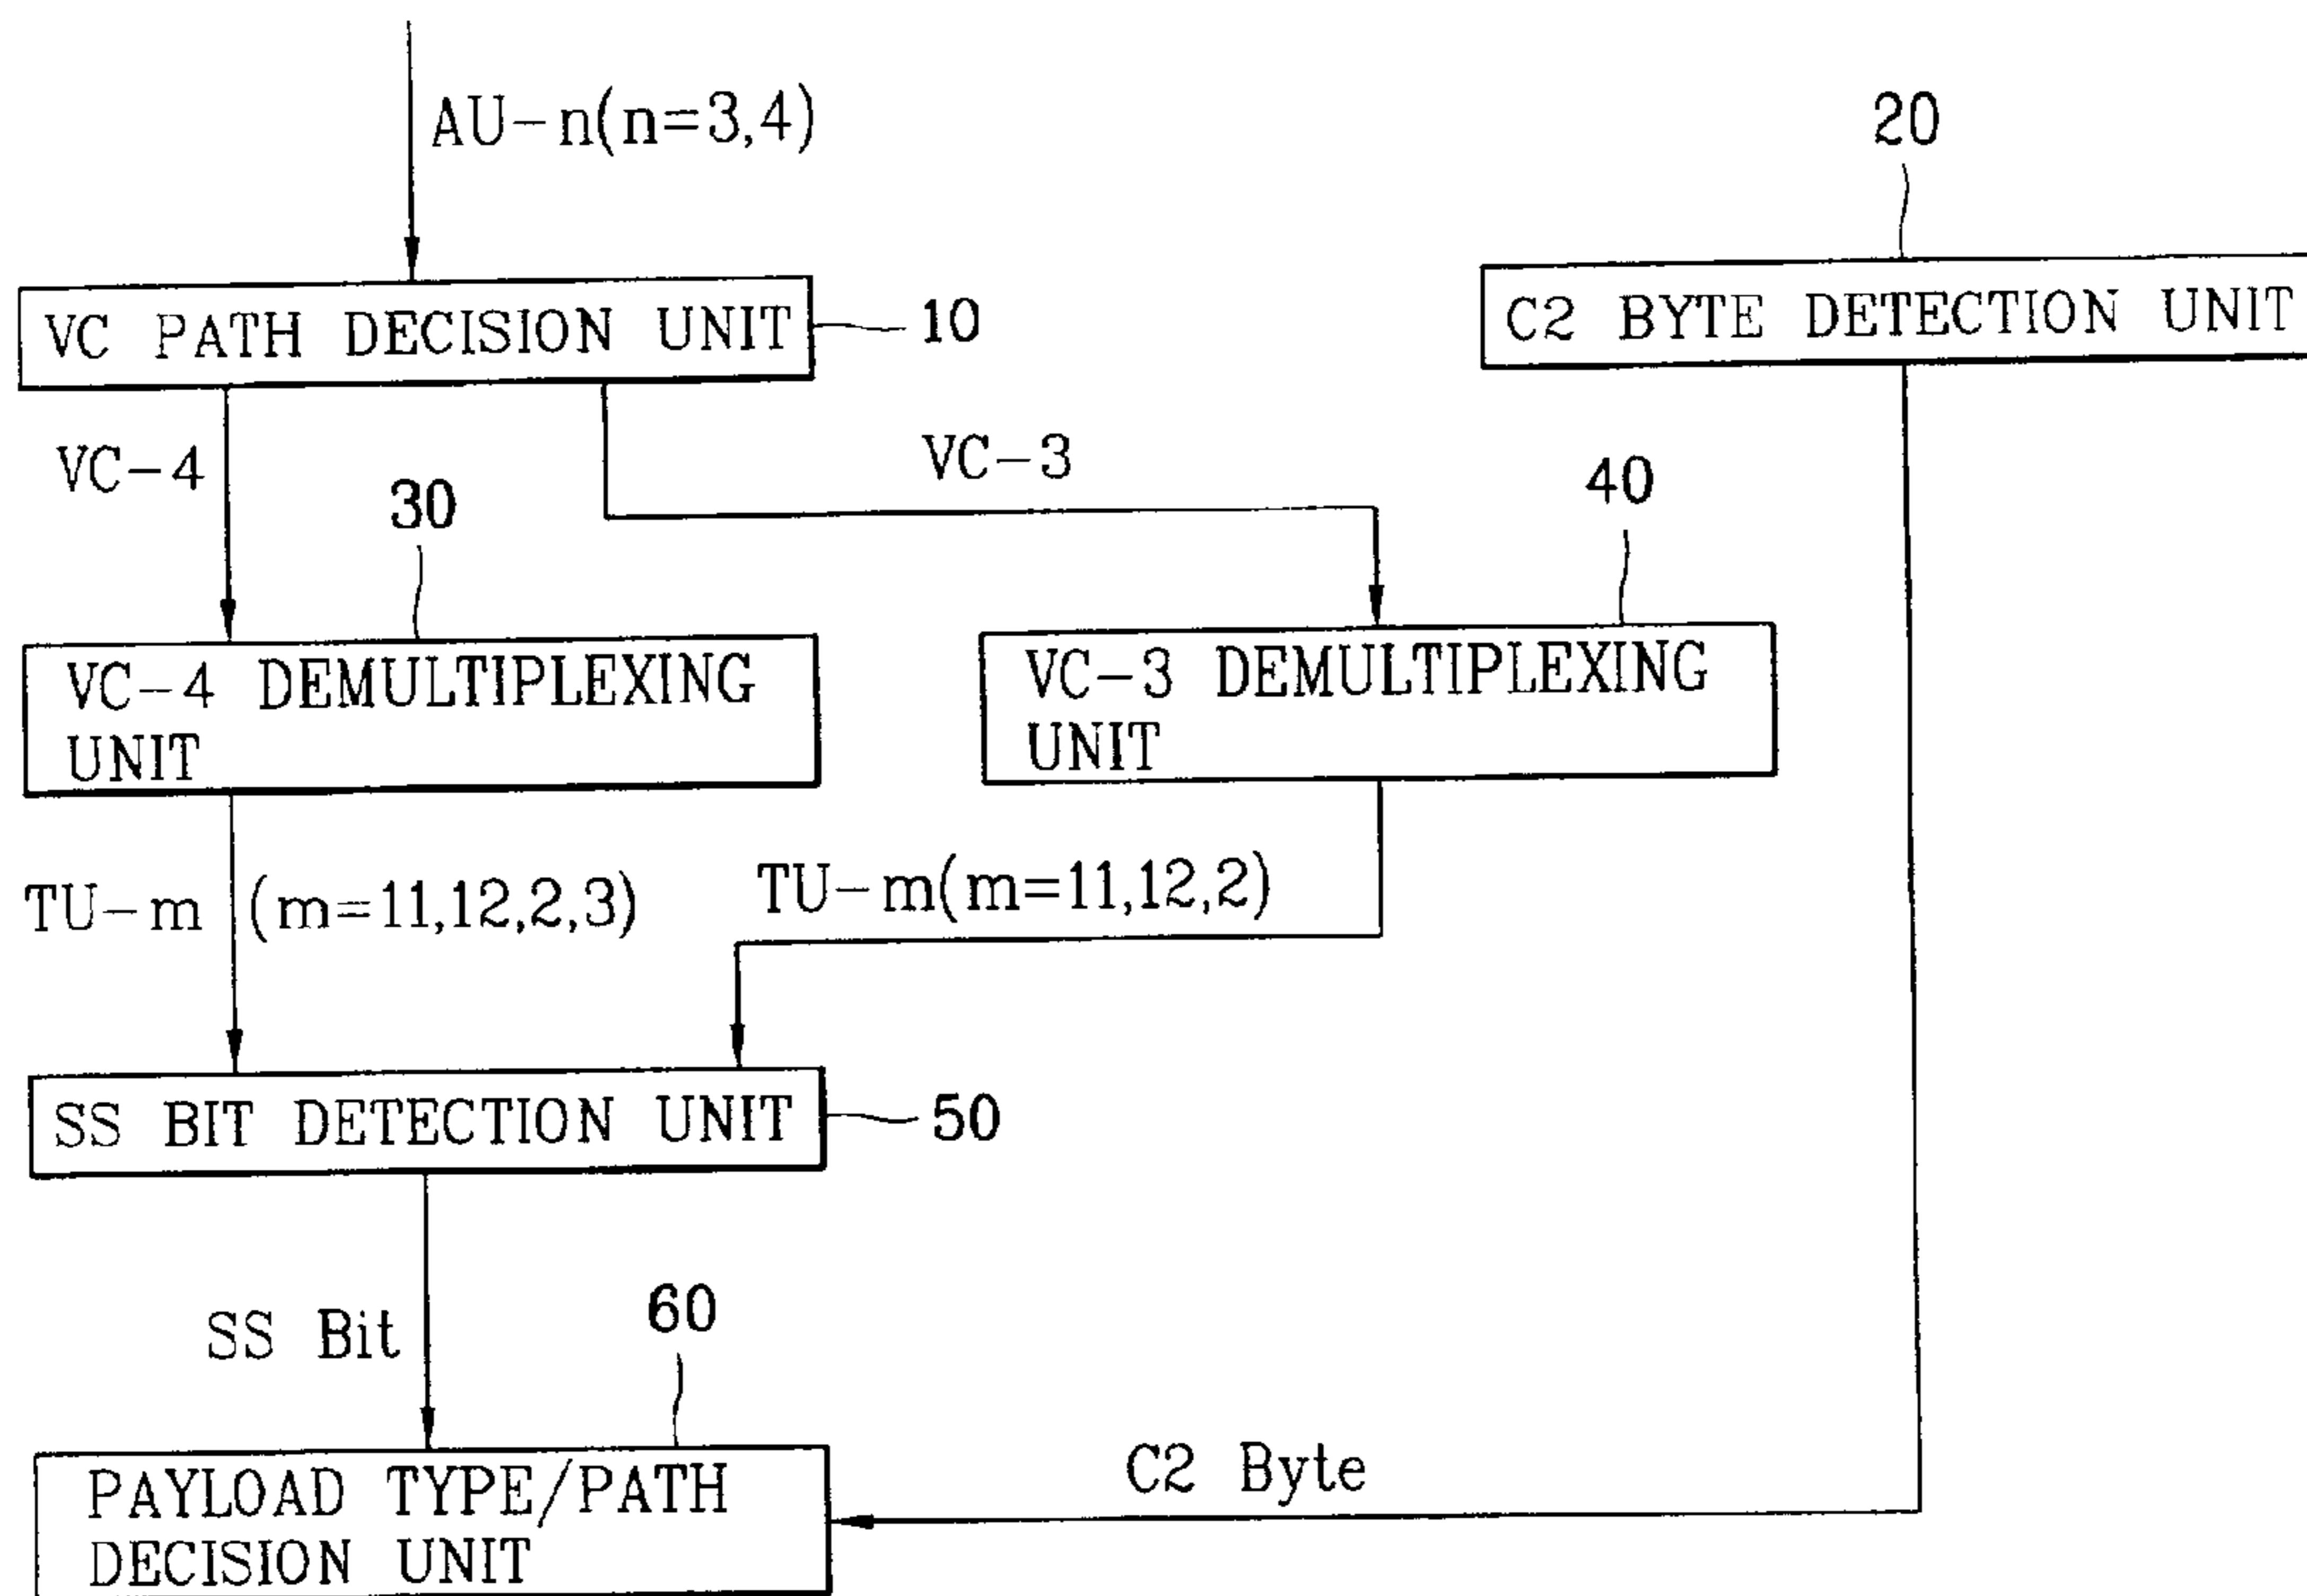 AU-n(n=3,4)
20
VC PATH DECISION UNIT
10
C2 BYTE DETECTION UNIT
VC-4
VC-3
30
40
VC-4 DEMULTIPLEXING
UNIT
VC-3 DEMULTIPLEXING
UNIT
TU-m (m=11,12,2,3)
TU-m(m=11,12,2)
SS BIT DETECTION UNIT
50
SS Bit
60
PAYLOAD TYPE/PATH
DECISION UNIT
C2 Byte